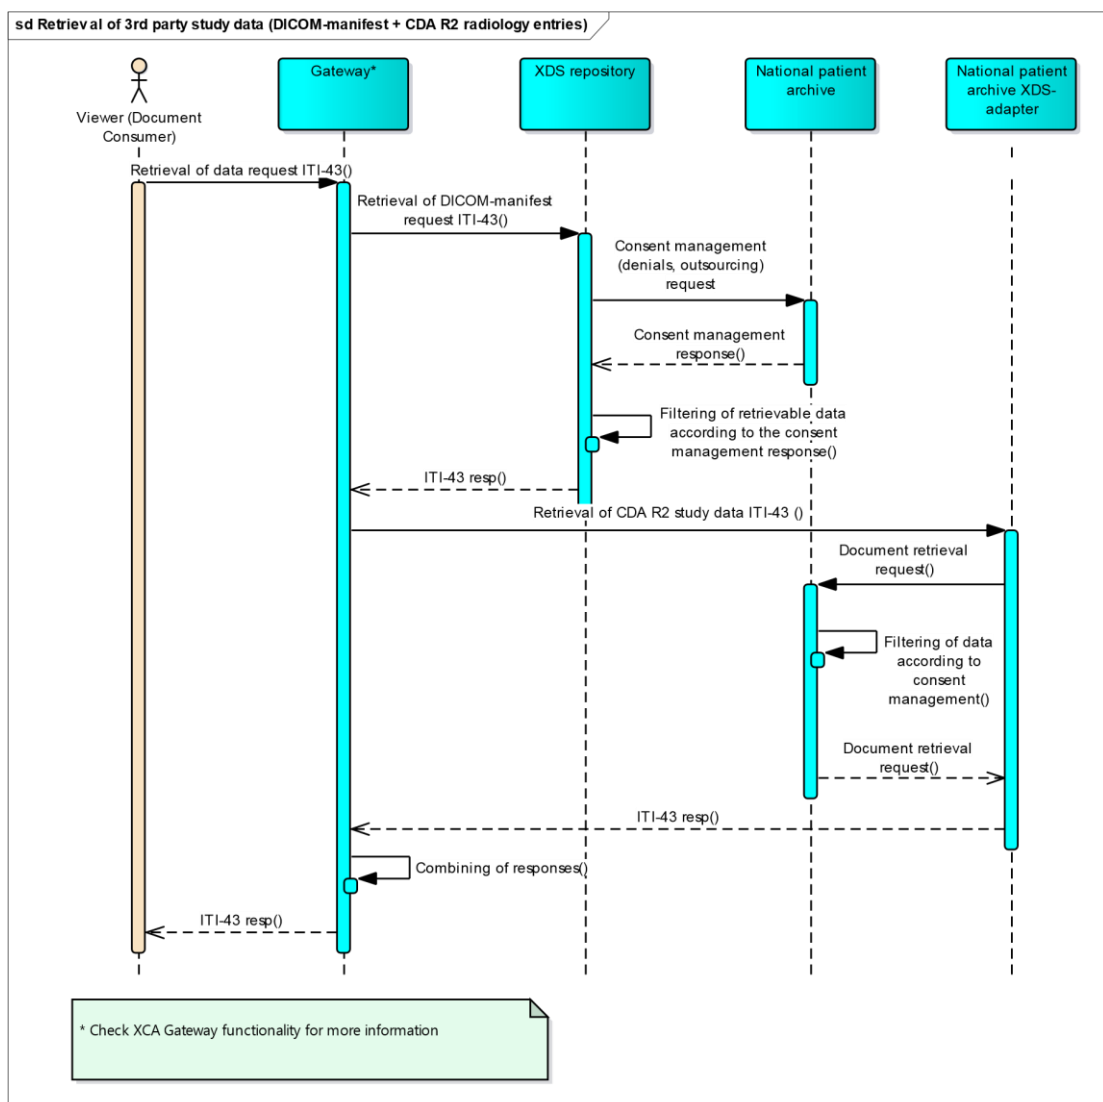 sd Retrieval of 3rd party study data (DICOM-manifest + CDA R2 radiology entries)
Viewer (Document
Consumer)
Gateway*
XDS repository
National patient
archive
National patient
archive XDS-
adapter
Retrieval of data request ITI-43()
Retrieval of DICOM-manifest
request ITI-43()
Consent management
(denials, outsourcing)
request
Consent management
response()
Filtering of retrievable data
according to the consent
management response()
ITI-43 resp()
Retrieval of CDA R2 study data ITI-43 ()
Document retrieval
request()
Filtering of data
according to
consent
management()
Document retrieval
request()
ITI-43 resp()
Combining of responses()
ITI-43 resp()
* Check XCA Gateway functionality for more information